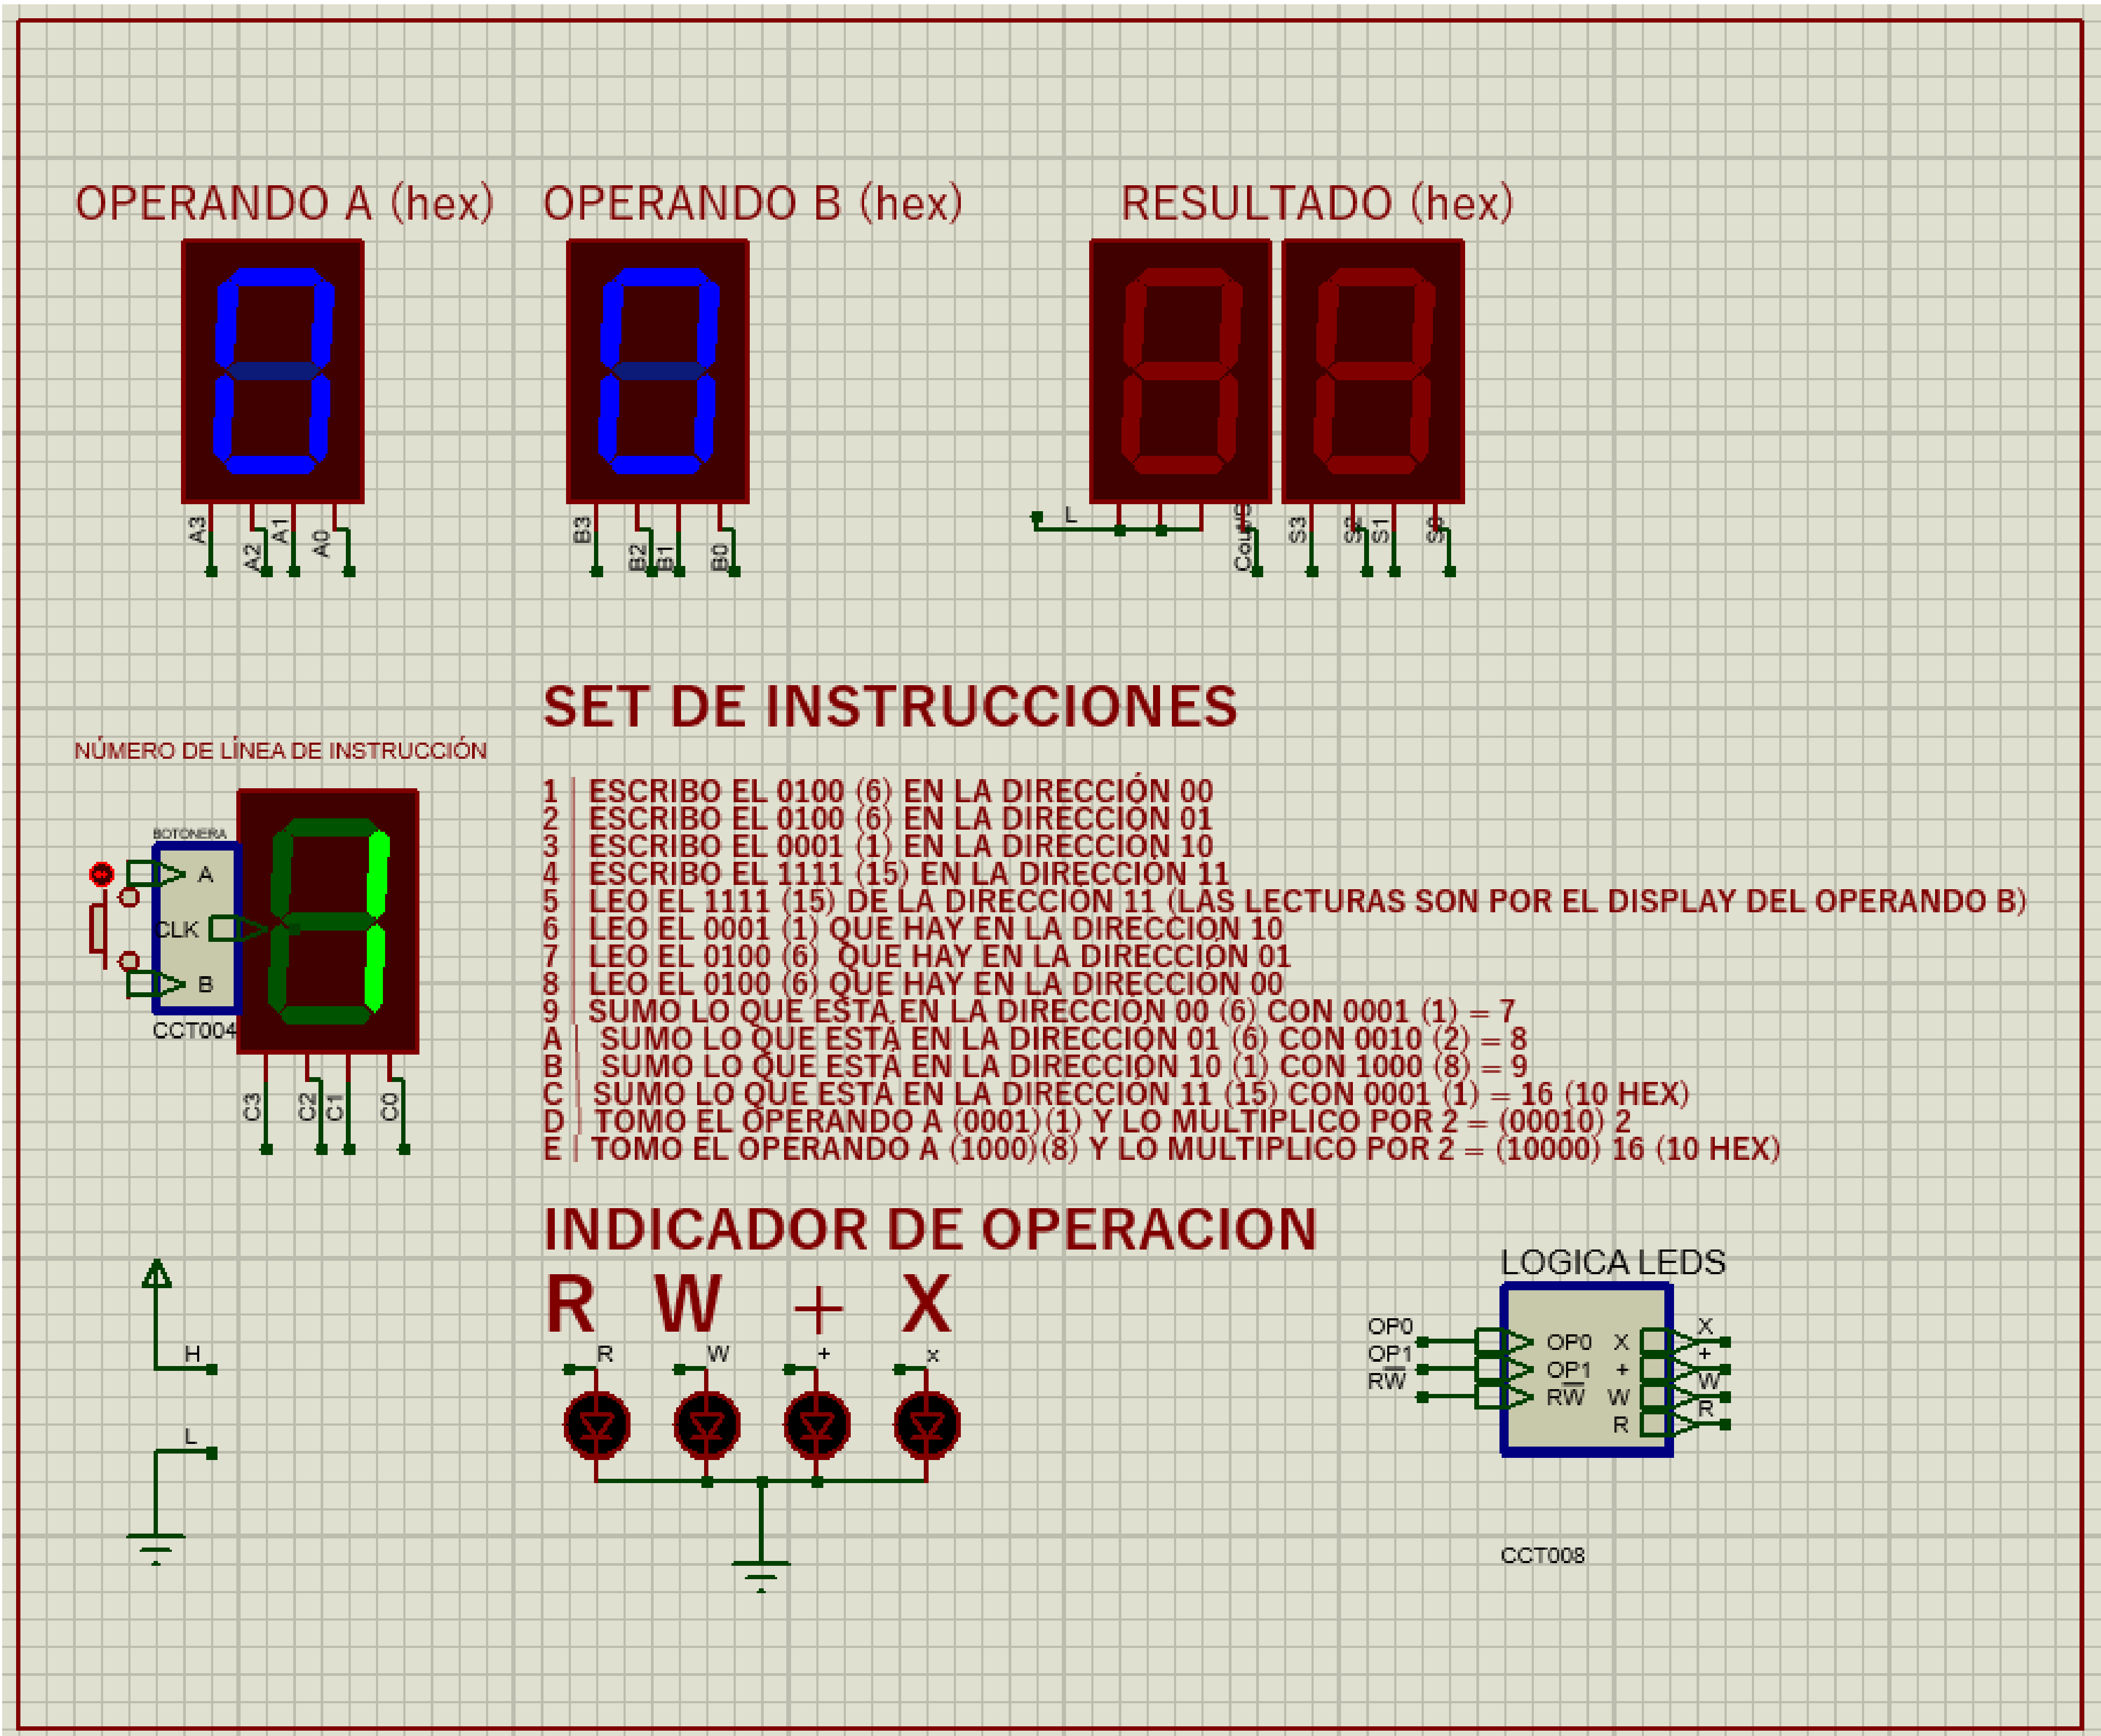 OPERANDO A (hex) OPERANDO B (hex) RESULTADO (hex)
A3 A2 A1 A0 B3 B2 B1 B0 L S3 S2 S1 S0
SET DE INSTRUCCIONES
NÚMERO DE LÍNEA DE INSTRUCCIÓN
1 | ESCRIBO EL 0100 (6) EN LA DIRECCIÓN 00
2 | ESCRIBO EL 0100 (6) EN LA DIRECCIÓN 01
3 | ESCRIBO EL 0001 (1) EN LA DIRECCIÓN 10
4 | ESCRIBO EL 1111 (15) EN LA DIRECCIÓN 11
5 | LEO EL 1111 (15) DE LA DIRECCIÓN 11 (LAS LECTURAS SON POR EL DISPLAY DEL OPERANDO B)
6 | LEO EL 0001 (1) QUE HAY EN LA DIRECCIÓN 10
7 | LEO EL 0100 (6) QUE HAY EN LA DIRECCIÓN 01
8 | LEO EL 0100 (6) QUE HAY EN LA DIRECCIÓN 00
9 | SUMO LO QUE ESTÁ EN LA DIRECCIÓN 00 (6) CON 0001 (1) = 7
A | SUMO LO QUE ESTÁ EN LA DIRECCIÓN 01 (6) CON 0010 (2) = 8
B | SUMO LO QUE ESTÁ EN LA DIRECCIÓN 10 (1) CON 1000 (8) = 9
C | SUMO LO QUE ESTÁ EN LA DIRECCIÓN 11 (15) CON 0001 (1) = 16 (10 HEX)
D | TOMO EL OPERANDO A (0001)(1) Y LO MULTIPLICO POR 2 = (00010) 2
E | TOMO EL OPERANDO A (1000)(8) Y LO MULTIPLICO POR 2 = (10000) 16 (10 HEX)
BOTONERA
A
CLK
B
CCT004
C3 C2 C1 C0
INDICADOR DE OPERACION
R W + X
R W + x
H
L
LOGICA LEDS
OP0 OP0 X X
OP1 OP1 + +
RW RW W W
R R
CCT008